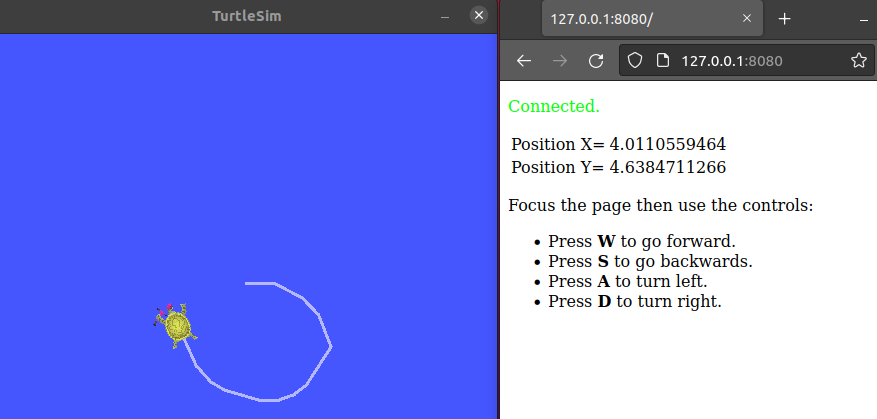 TurtleSim
127.0.0.1:8080/
127.0.0.1:8080
Connected.
Position X= 4.0110559464
Position Y= 4.6384711266
Focus the page then use the controls:
• Press W to go forward.
• Press S to go backwards.
• Press A to turn left.
• Press D to turn right.